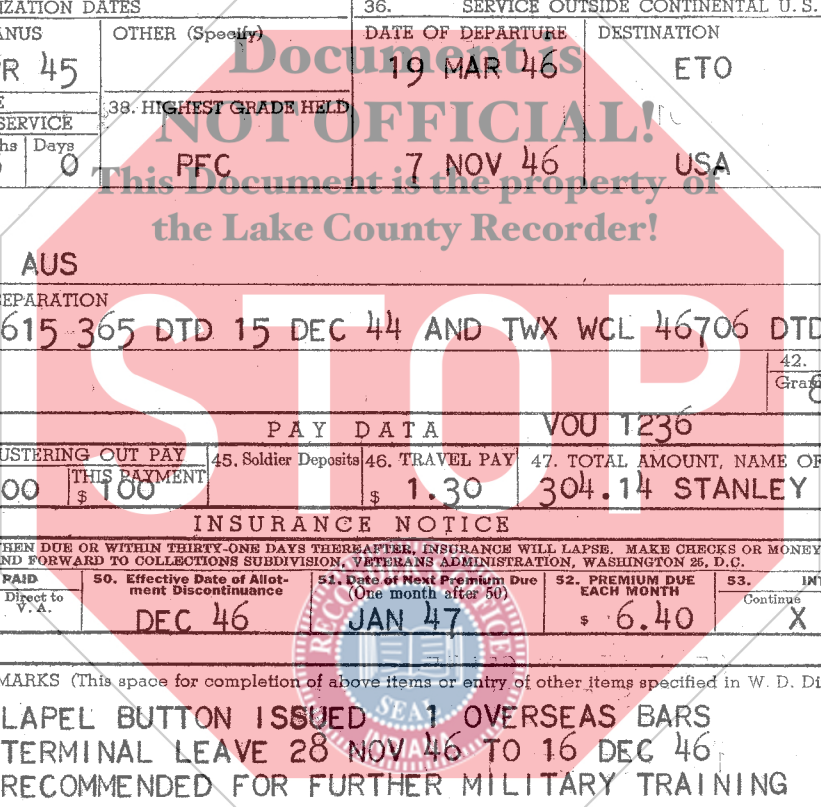 IZATION DATES 36. SERVICE OUTSIDE CONTINENTAL U. S.
ANUS OTHER (Specify) DATE OF DEPARTURE DESTINATION
R 45 19 MAR 46 ETO
Document is
NOT OFFICIAL!
This Document is the property of
the Lake County Recorder!
38. HIGHEST GRADE HELD
SERVICE
hs Days
0 PFC 7 NOV 46 USA
AUS
EPARATION
615 365 DTD 15 DEC 44 AND TWX WCL 46706 DTD
42.
STOP
PAY DATA VOU 1236
USTERING OUT PAY 45. Soldier Deposits 46. TRAVEL PAY 47. TOTAL AMOUNT, NAME OF
THIS PAYMENT
00 $ 100 $ 1.30 304.14 STANLEY
INSURANCE NOTICE
HEN DUE OR WITHIN THIRTY-ONE DAYS THEREAFTER, INSURANCE WILL LAPSE. MAKE CHECKS OR MONEY
ND FORWARD TO COLLECTIONS SUBDIVISION, VETERANS ADMINISTRATION, WASHINGTON 25, D.C.
PAID 50. Effective Date of Allot- 51. Date of Next Premium Due 52. PREMIUM DUE 53. INT
Direct to ment Discontinuance (One month after 50) EACH MONTH Continue
V. A.
DEC 46 JAN 47 $ 6.40 X
MARKS (This space for completion of above items or entry of other items specified in W. D. Di
LAPEL BUTTON ISSUED 1 OVERSEAS BARS
TERMINAL LEAVE 28 NOV 46 TO 16 DEC 46
RECOMMENDED FOR FURTHER MILITARY TRAINING
SEAL
INDIANA